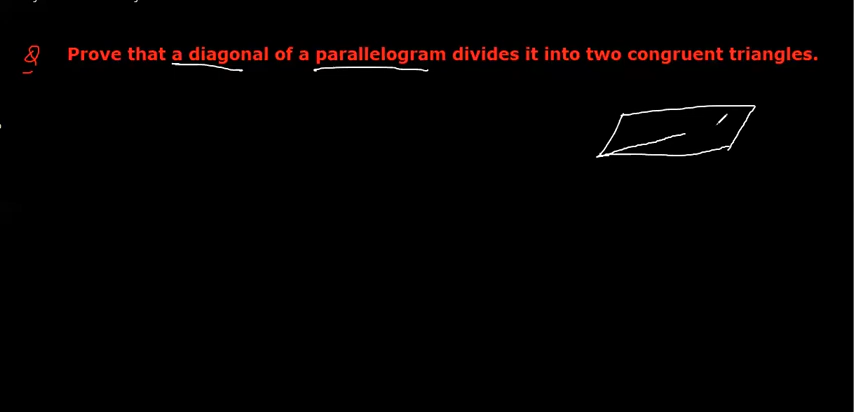 Q Prove that a diagonal of a parallelogram divides it into two congruent triangles.